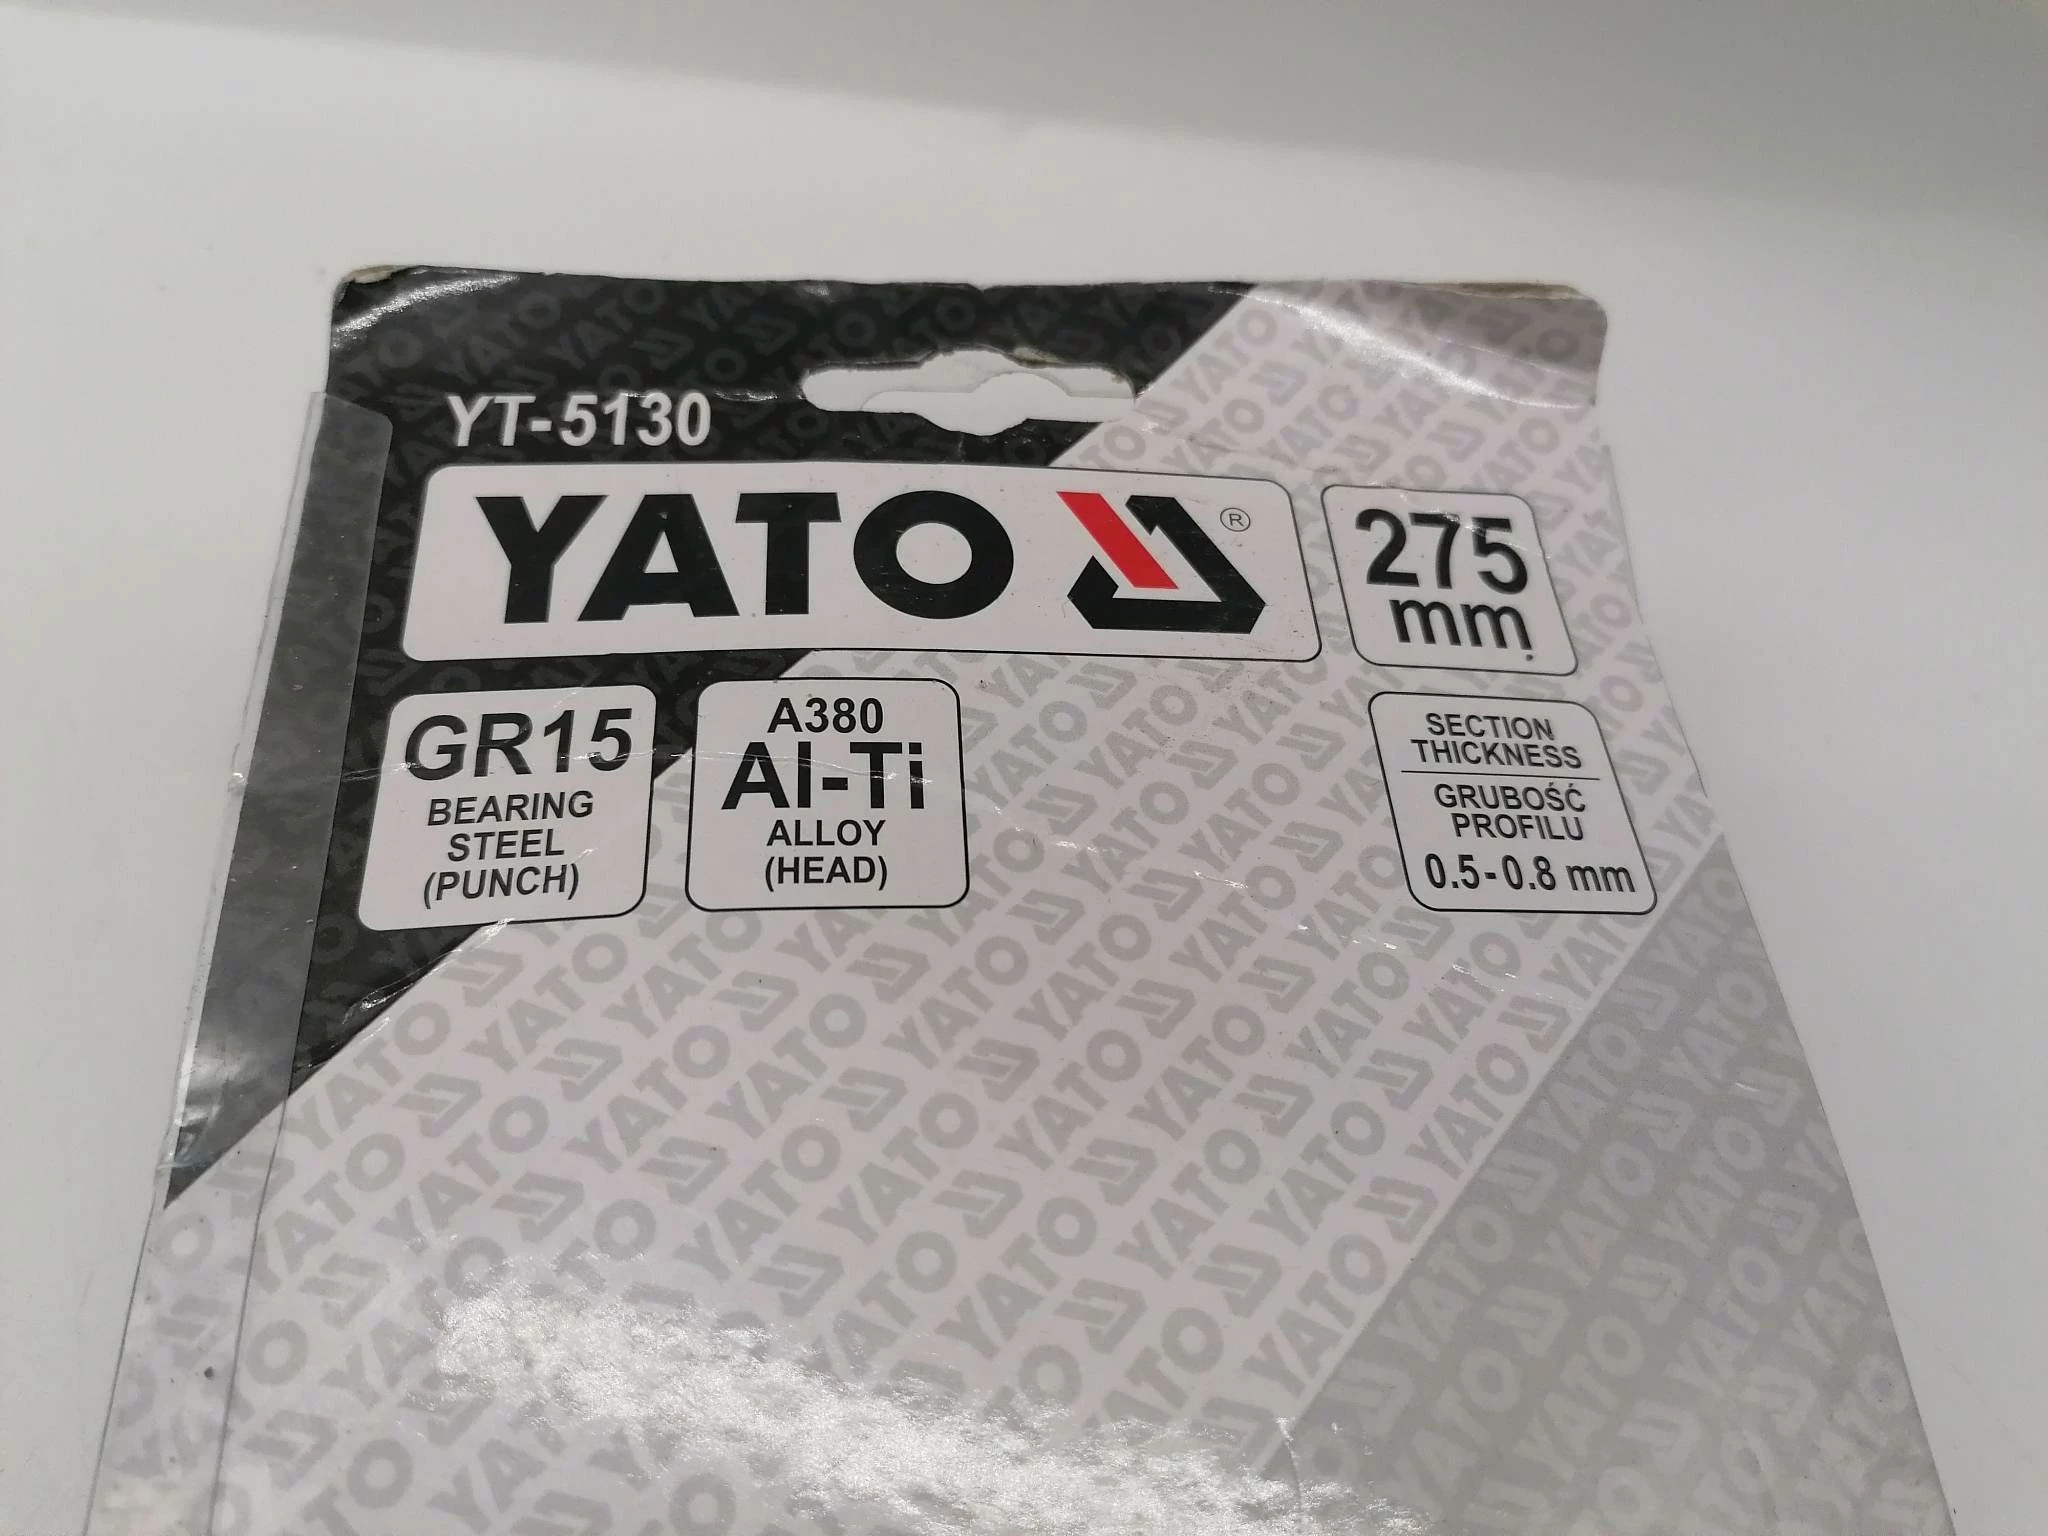 YT-5130
YATO ®
275
mm
GR15
BEARING
STEEL
(PUNCH)
A380
Al-Ti
ALLOY
(HEAD)
SECTION
THICKNESS
GRUBOŚĆ
PROFILU
0.5-0.8 mm